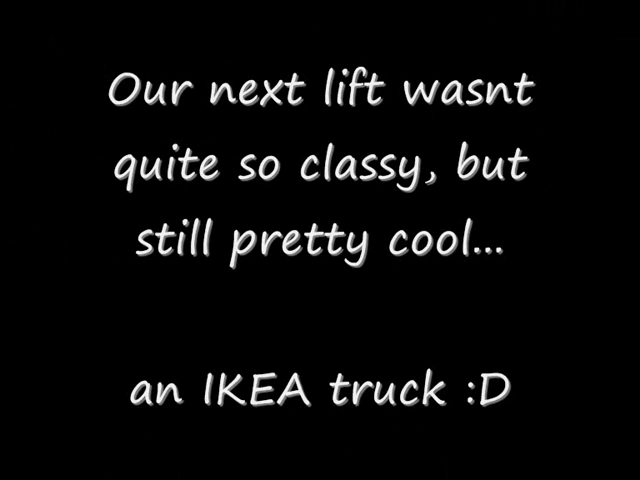 Our next lift wasnt
quite so classy, but
still pretty cool...
an IKEA truck :D